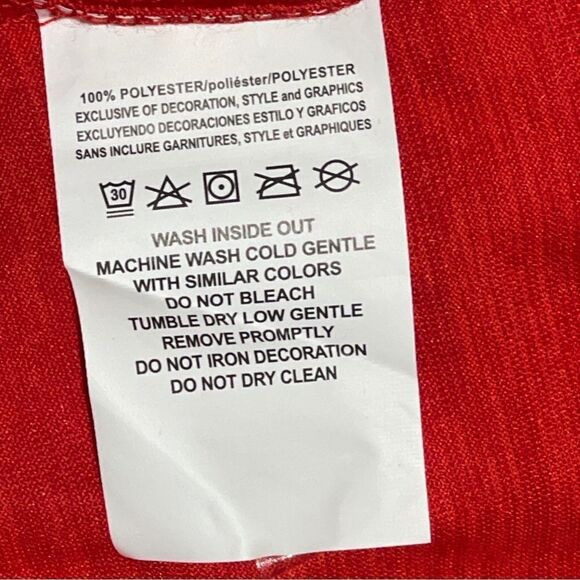 100% POLYESTER/poliéster/POLYESTER
EXCLUSIVE OF DECORATION, STYLE and GRAPHICS
EXCLUYENDO DECORACIONES ESTILO Y GRAFICOS
SANS INCLURE GARNITURES, STYLE et GRAPHIQUES
30
WASH INSIDE OUT
MACHINE WASH COLD GENTLE
WITH SIMILAR COLORS
DO NOT BLEACH
TUMBLE DRY LOW GENTLE
REMOVE PROMPTLY
DO NOT IRON DECORATION
DO NOT DRY CLEAN